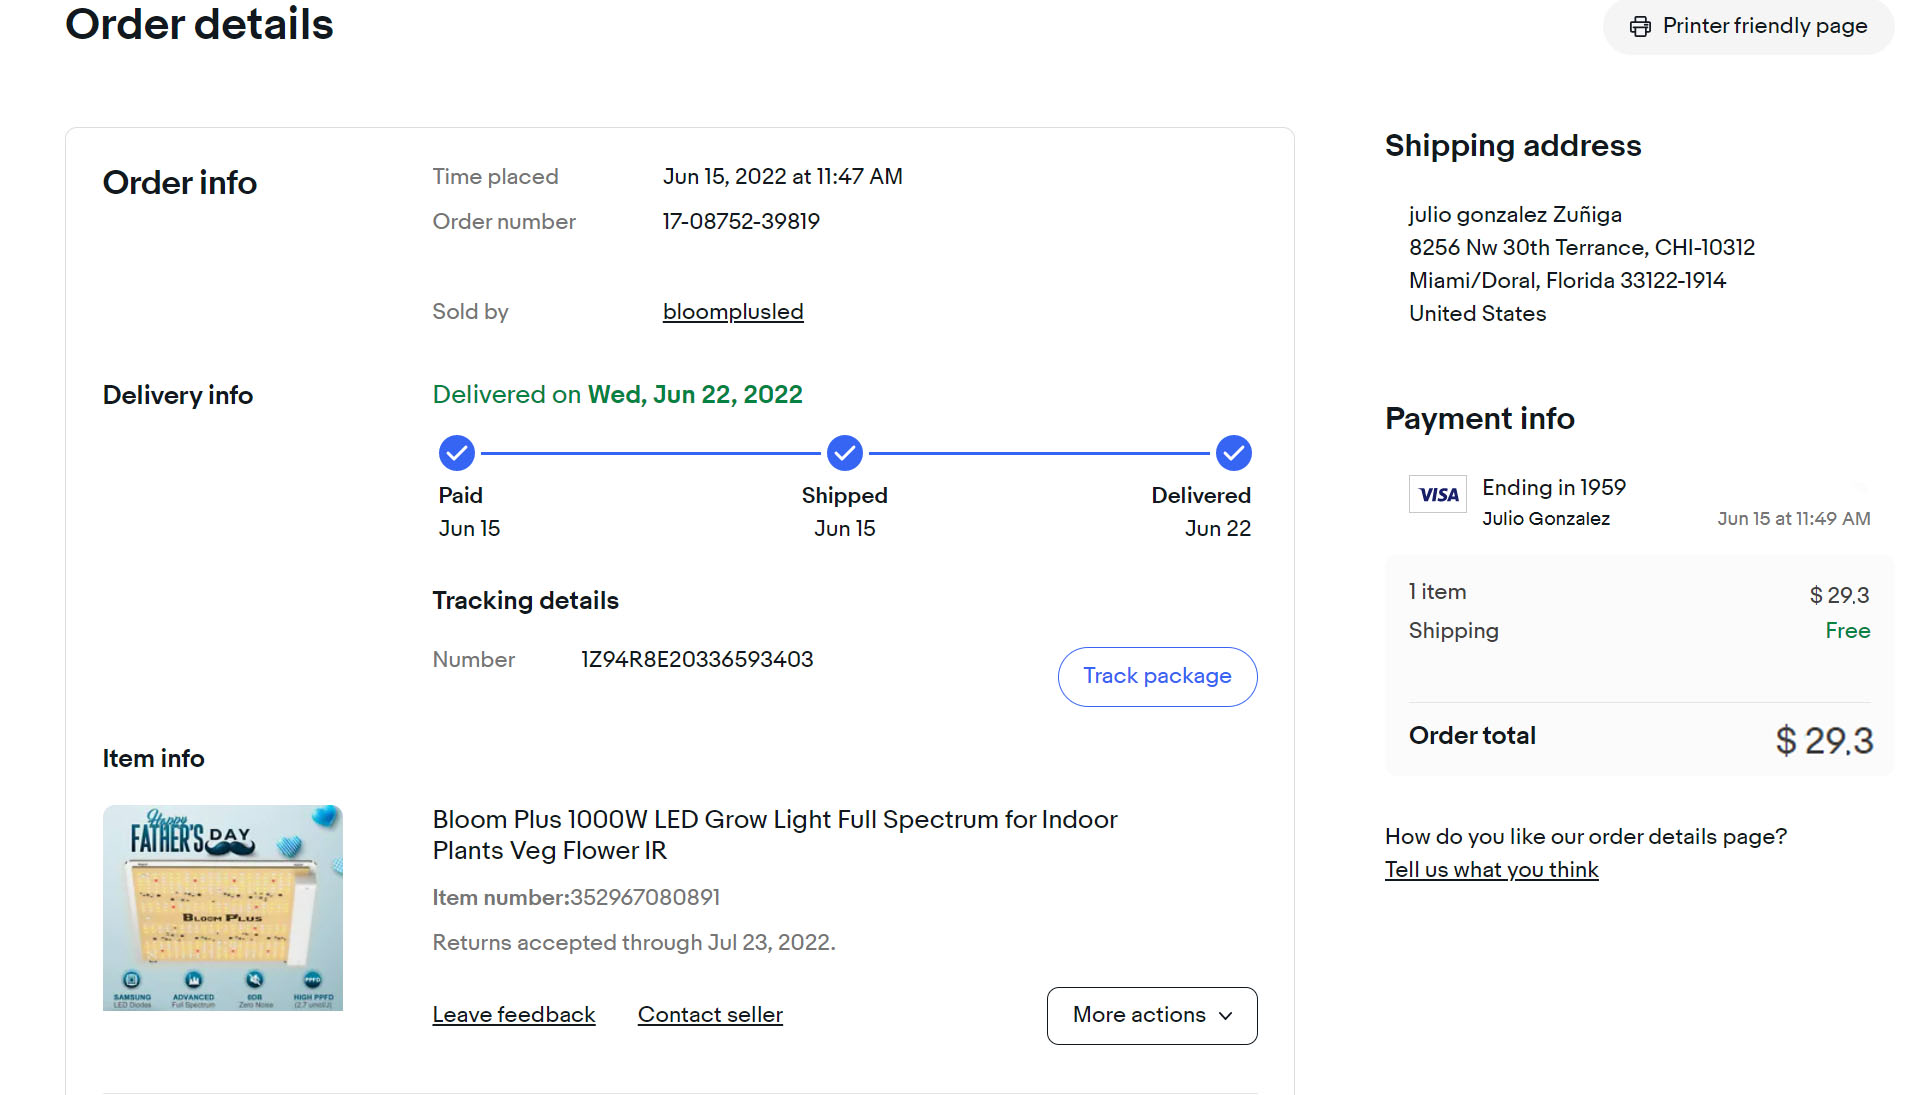 Order details
Printer friendly page
Order info
Time placed Jun 15, 2022 at 11:47 AM
Order number 17-08752-39819
Sold by bloomplusled
Delivery info
Delivered on Wed, Jun 22, 2022
Paid Shipped Delivered
Jun 15 Jun 15 Jun 22
Tracking details
Number 1Z94R8E20336593403
Track package
Item info
Happy
FATHER'S DAY
BLOOM PLUS
SAMSUNG ADVANCED 0DB PPFD HIGH PPFD
LED Diodes Full Spectrum Zero Noise (2.7 umol/J)
Bloom Plus 1000W LED Grow Light Full Spectrum for Indoor
Plants Veg Flower IR
Item number:352967080891
Returns accepted through Jul 23, 2022.
Leave feedback Contact seller
More actions
Shipping address
julio gonzalez Zuñiga
8256 Nw 30th Terrance, CHI-10312
Miami/Doral, Florida 33122-1914
United States
Payment info
VISA Ending in 1959
Julio Gonzalez Jun 15 at 11:49 AM
1 item $ 29.3
Shipping Free
Order total $ 29.3
How do you like our order details page?
Tell us what you think